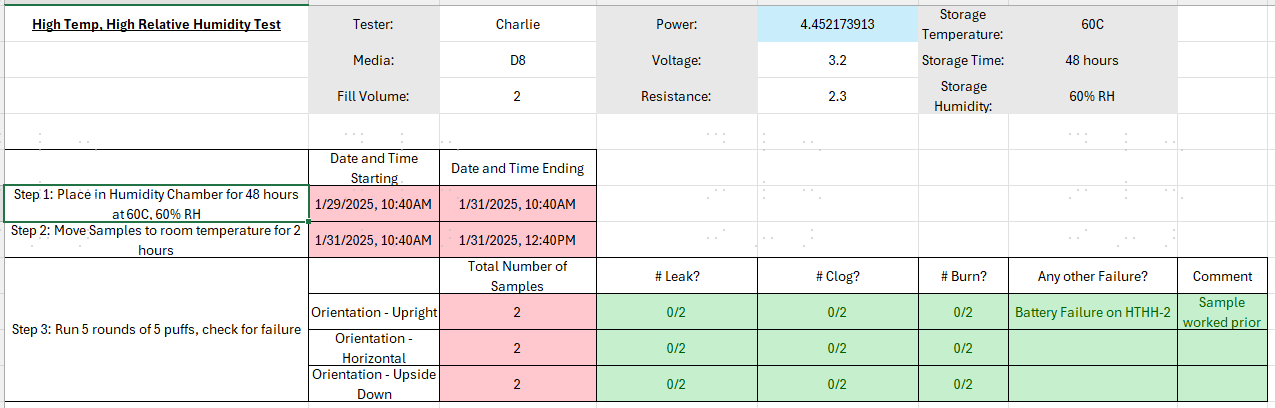 High Temp, High Relative Humidity Test	Tester:	Charlie	Power:	4.452173913	Storage Temperature:	60C
Media:	D8	Voltage:	3.2	Storage Time:	48 hours
Fill Volume:	2	Resistance:	2.3	Storage Humidity:	60% RH
Date and Time Starting	Date and Time Ending
Step 1: Place in Humidity Chamber for 48 hours at 60C, 60% RH	1/29/2025, 10:40AM	1/31/2025, 10:40AM
Step 2: Move Samples to room temperature for 2 hours	1/31/2025, 10:40AM	1/31/2025, 12:40PM
Total Number of Samples	# Leak?	# Clog?	# Burn?	Any other Failure?	Comment
Step 3: Run 5 rounds of 5 puffs, check for failure	Orientation - Upright	2	0/2	0/2	0/2	Battery Failure on HTHH-2	Sample worked prior
Orientation - Horizontal	2	0/2	0/2	0/2
Orientation - Upside Down	2	0/2	0/2	0/2